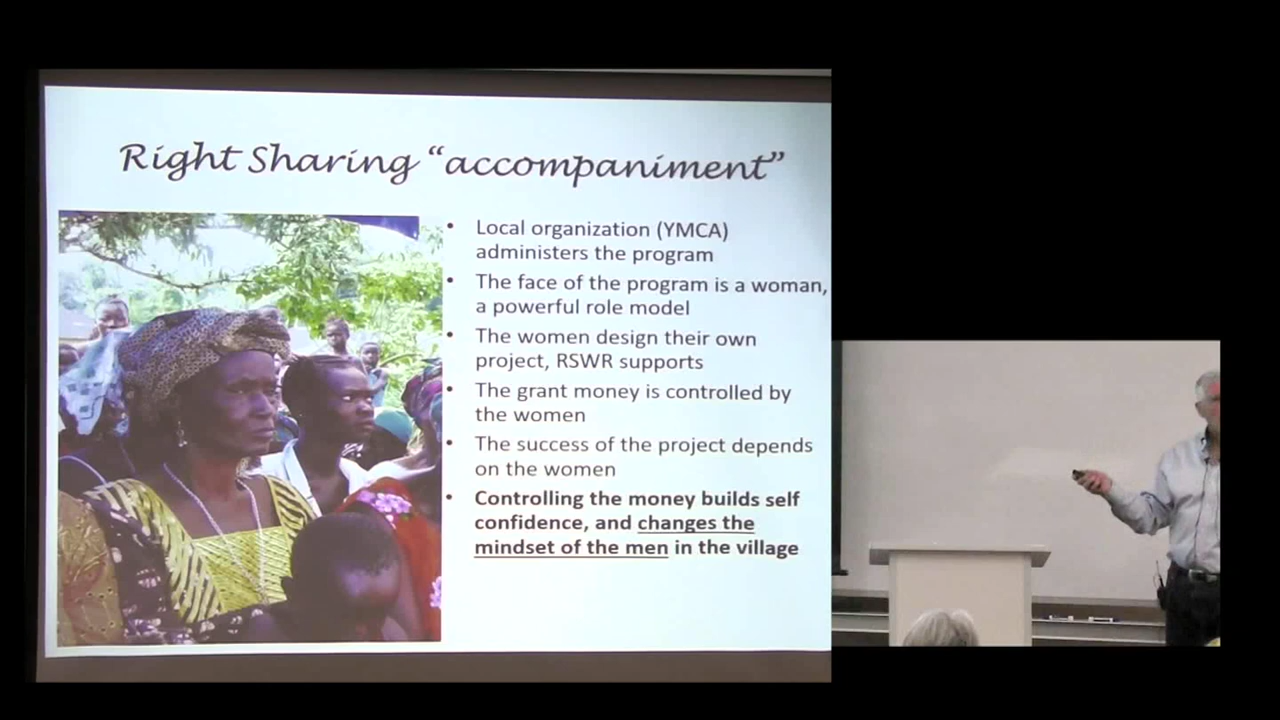 Right Sharing “accompaniment”
• Local organization (YMCA)
administers the program
• The face of the program is a woman,
a powerful role model
• The women design their own
project, RSWR supports
• The grant money is controlled by
the women
• The success of the project depends
on the women
• Controlling the money builds self
confidence, and changes the
mindset of the men in the village